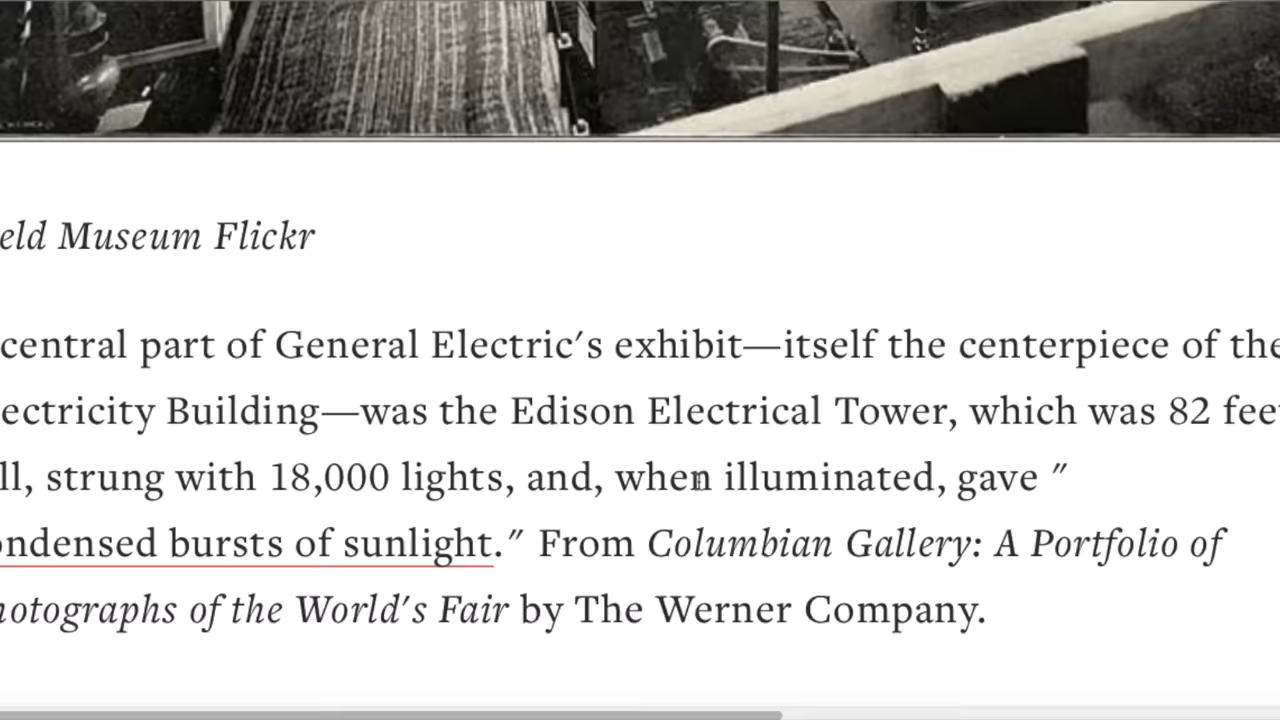 eld Museum Flickr
central part of General Electric's exhibit—itself the centerpiece of the
ectricity Building—was the Edison Electrical Tower, which was 82 feet
ll, strung with 18,000 lights, and, when illuminated, gave "
ondensed bursts of sunlight." From Columbian Gallery: A Portfolio of
hotographs of the World's Fair by The Werner Company.